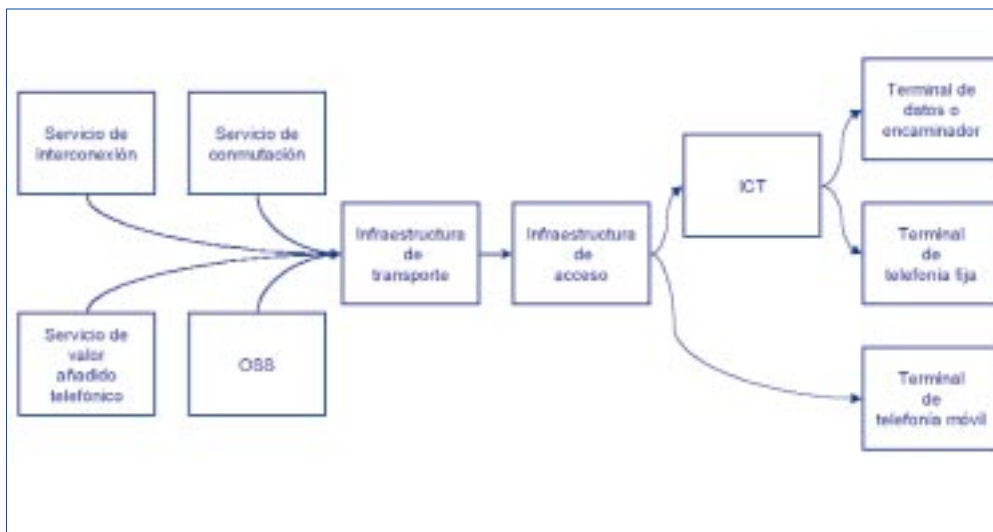 Servicio de
interconexión
Servicio de
conmutación
Servicio de
valor
añadido
telefónico
OSS
Infraestructura
de
transporte
Infraestructura
de
acceso
ICT
Terminal de
datos o
encaminador
Terminal
de
telefonía fija
Terminal
de
telefonía móvil